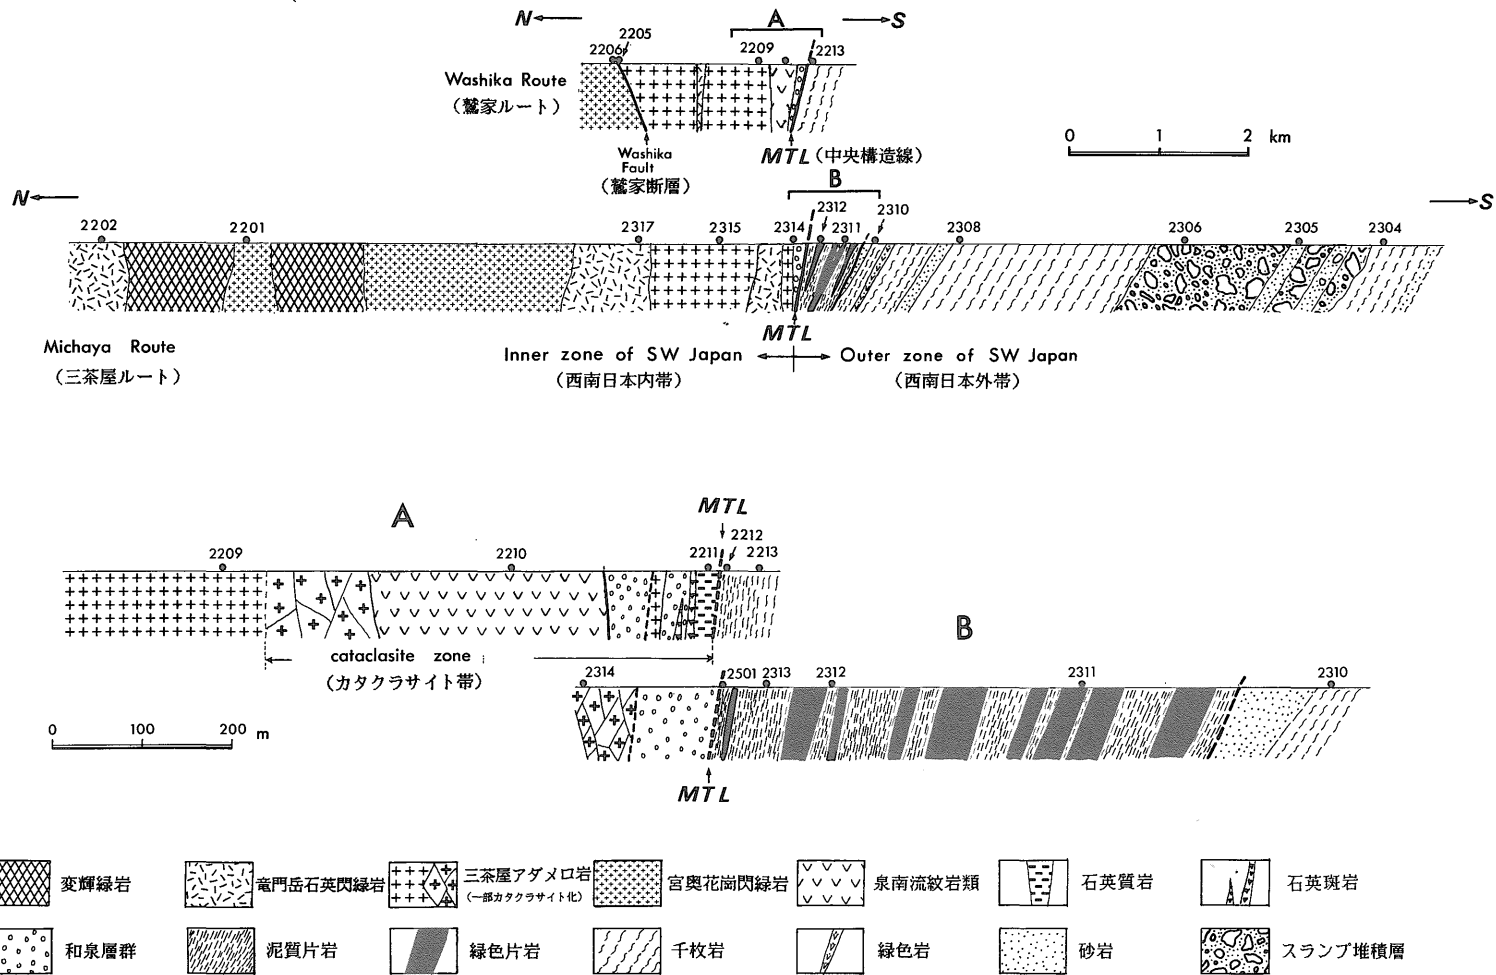 N S
A
2205
2206 2209 2213
Washika Route
(鷲家ルート)
Washika
Fault
(鷲家断層)
MTL (中央構造線)
0 1 2 km
N S
B
2202 2201 2317 2315 2314 2312 2311 2310 2308 2306 2305 2304
MTL
Michaya Route
(三茶屋ルート)
Inner zone of SW Japan Outer zone of SW Japan
(西南日本内帯) (西南日本外帯)
A
MTL
2209 2210 2211 2212 2213
cataclasite zone
(カタクラサイト帯)
B
2314 2501 2313 2312 2311 2310
0 100 200 m
MTL
変輝緑岩 竜門岳石英閃緑岩 三茶屋アダメロ岩 宮奥花崗閃緑岩 泉南流紋岩類 石英質岩 石英斑岩
(一部カタクラサイト化)
和泉層群 泥質片岩 緑色片岩 千枚岩 緑色岩 砂岩 スランプ堆積層